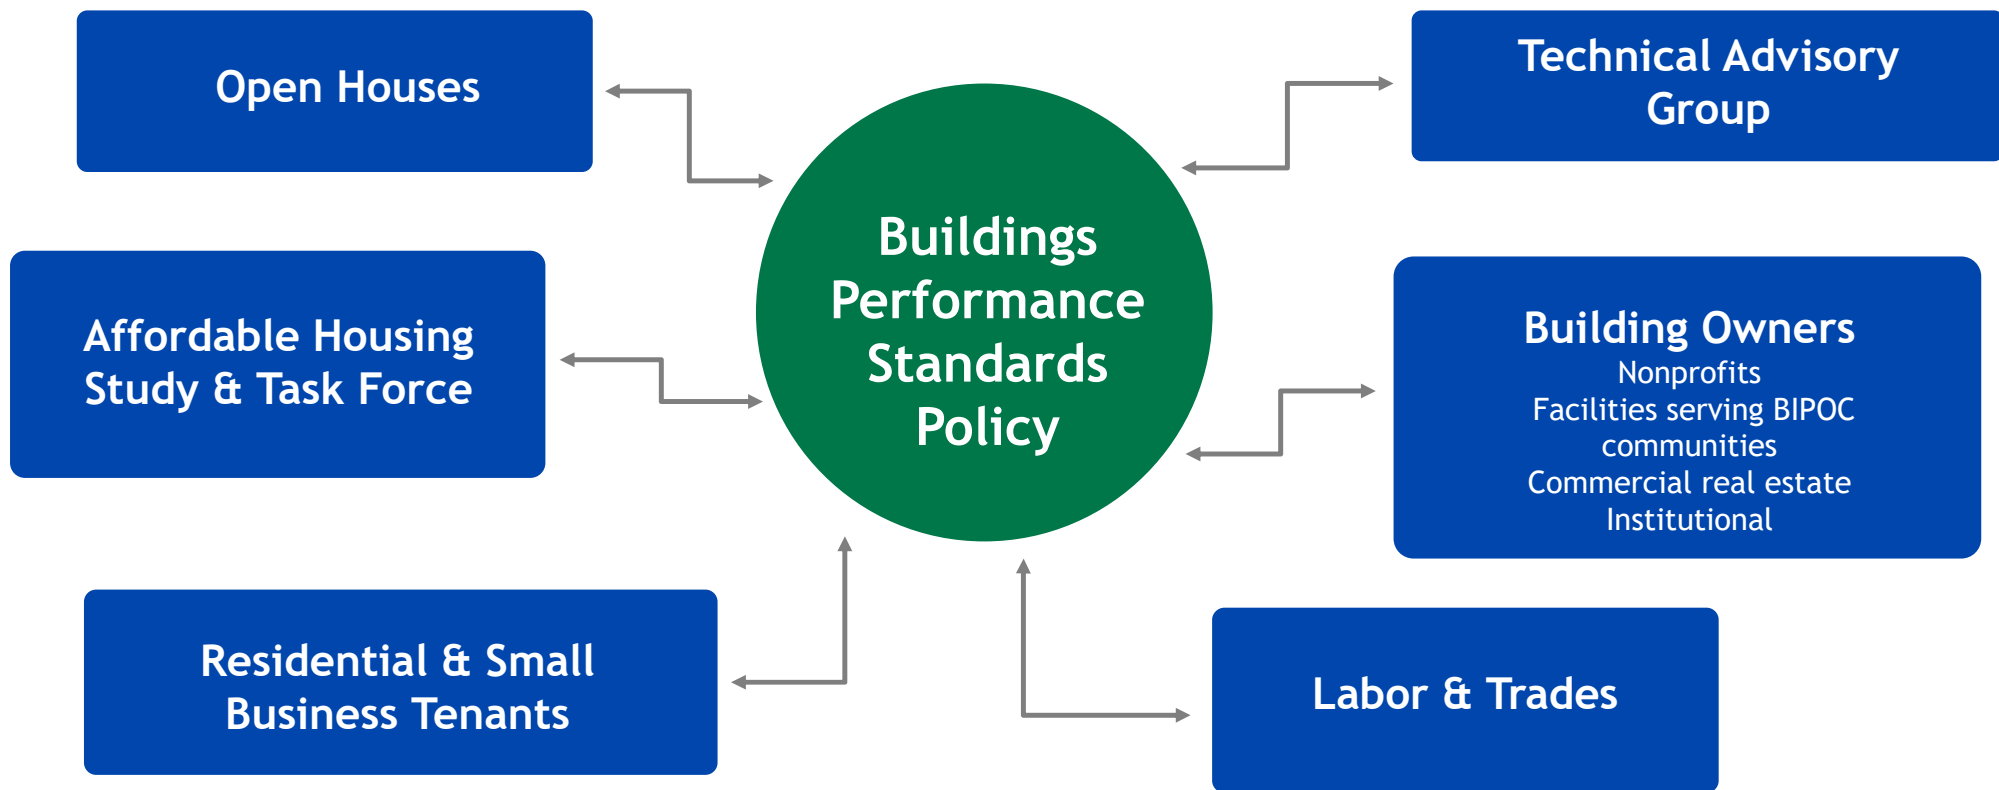 Open Houses
Technical Advisory
Group
Buildings
Performance
Standards
Policy
Affordable Housing
Study & Task Force
Building Owners
Nonprofits
Facilities serving BIPOC
communities
Commercial real estate
Institutional
Residential & Small
Business Tenants
Labor & Trades